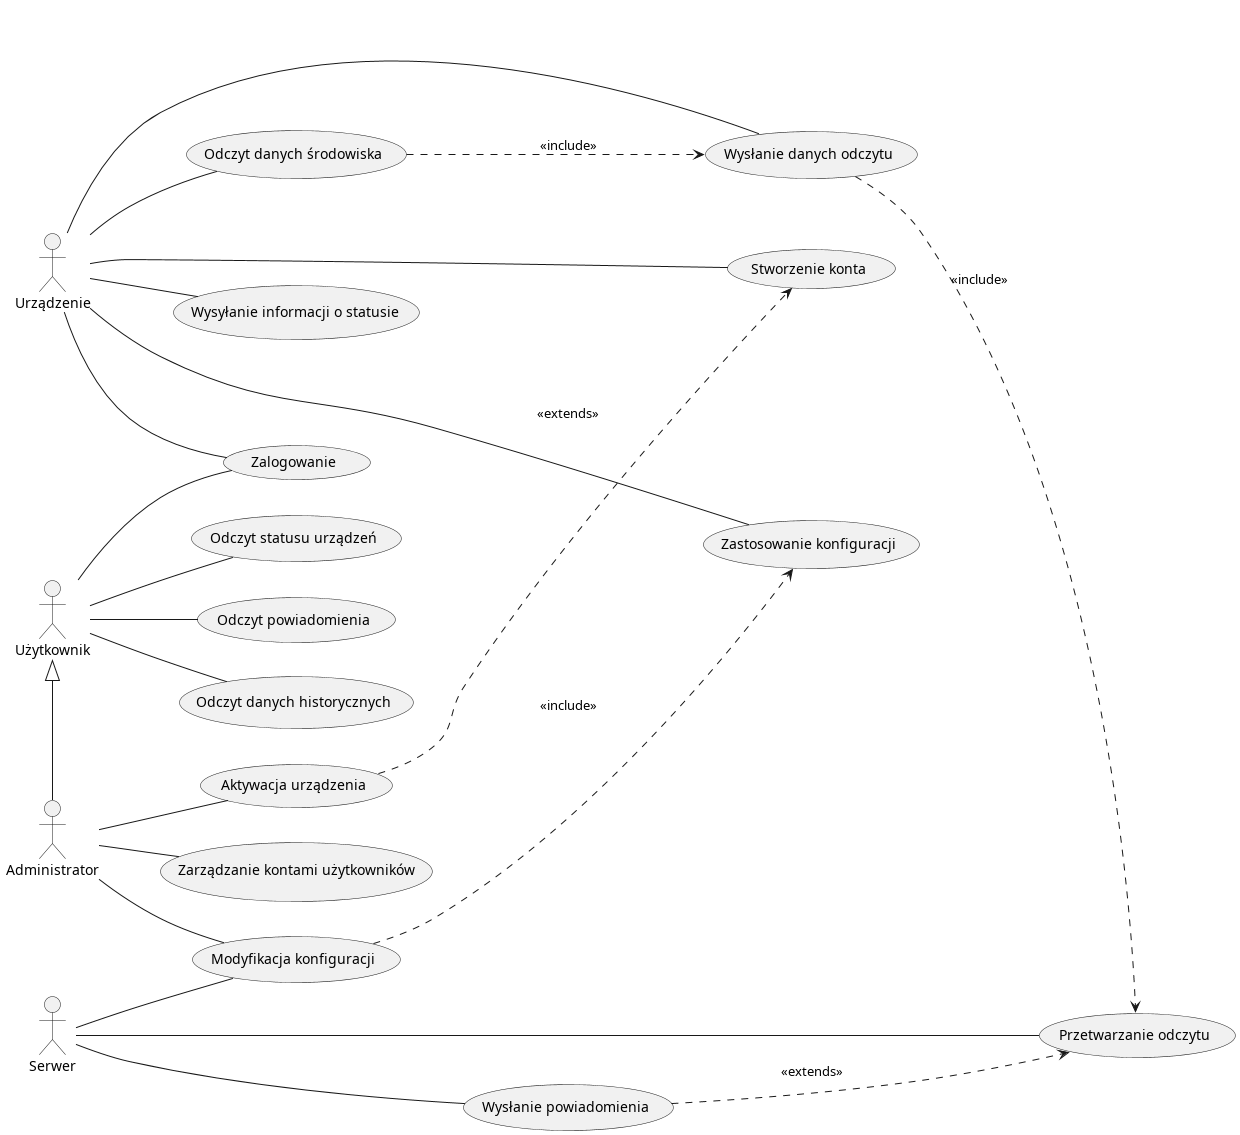 Odczyt danych środowiska
«include»
Wysłanie danych odczytu
Stworzenie konta
«include»
Urządzenie
Wysyłanie informacji o statusie
«extends»
Zalogowanie
Odczyt statusu urządzeń
Zastosowanie konfiguracji
Odczyt powiadomienia
Użytkownik
Odczyt danych historycznych
«include»
Aktywacja urządzenia
Administrator
Zarządzanie kontami użytkowników
Modyfikacja konfiguracji
Przetwarzanie odczytu
Serwer
«extends»
Wysłanie powiadomienia